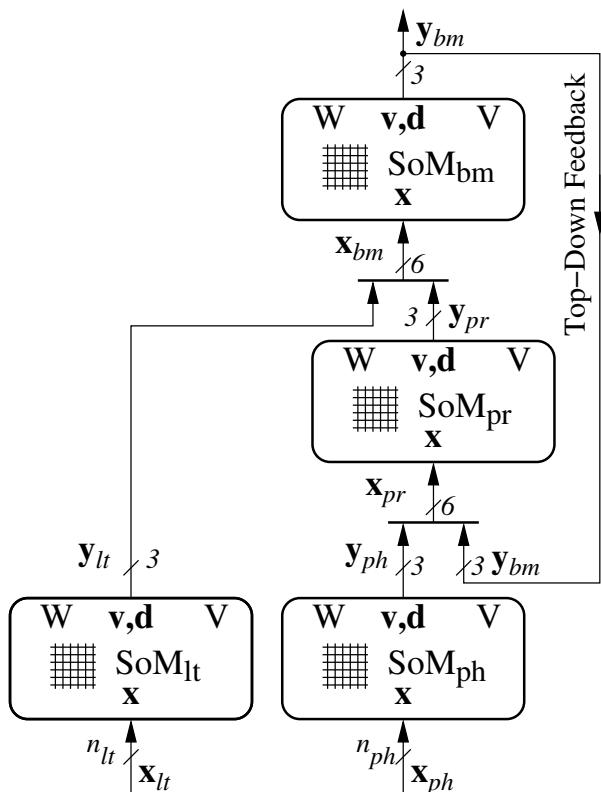 y_bm
3
W v,d V
SoM_bm
x
x_bm
6
Top-Down Feedback
3 y_pr
W v,d V
SoM_pr
x
x_pr
6
y_lt 3
y_ph 3
3 y_bm
W v,d V
SoM_lt
x
n_lt
x_lt
W v,d V
SoM_ph
x
n_ph
x_ph